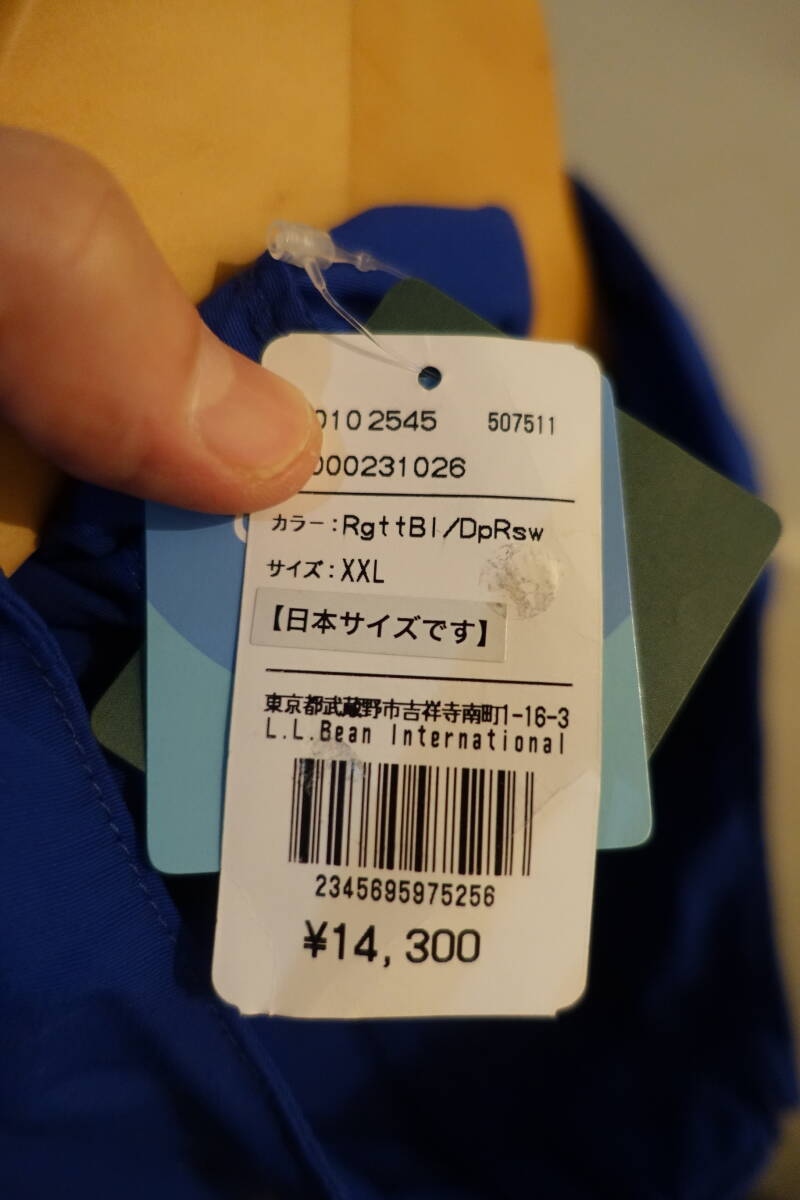 0102545 507511
000231026
カラー:RgttBl/DpRsw
サイズ:XXL
【日本サイズです】
東京都武蔵野市吉祥寺南町1-16-3
L.L.Bean International
2345695975256
¥14,300